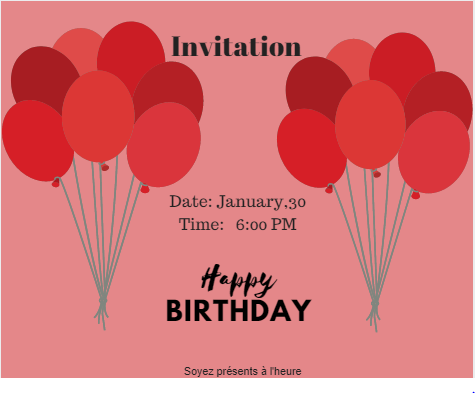 Invitation
Date: January,30
Time: 6:00 PM
Happy
BIRTHDAY
Soyez présents à l'heure